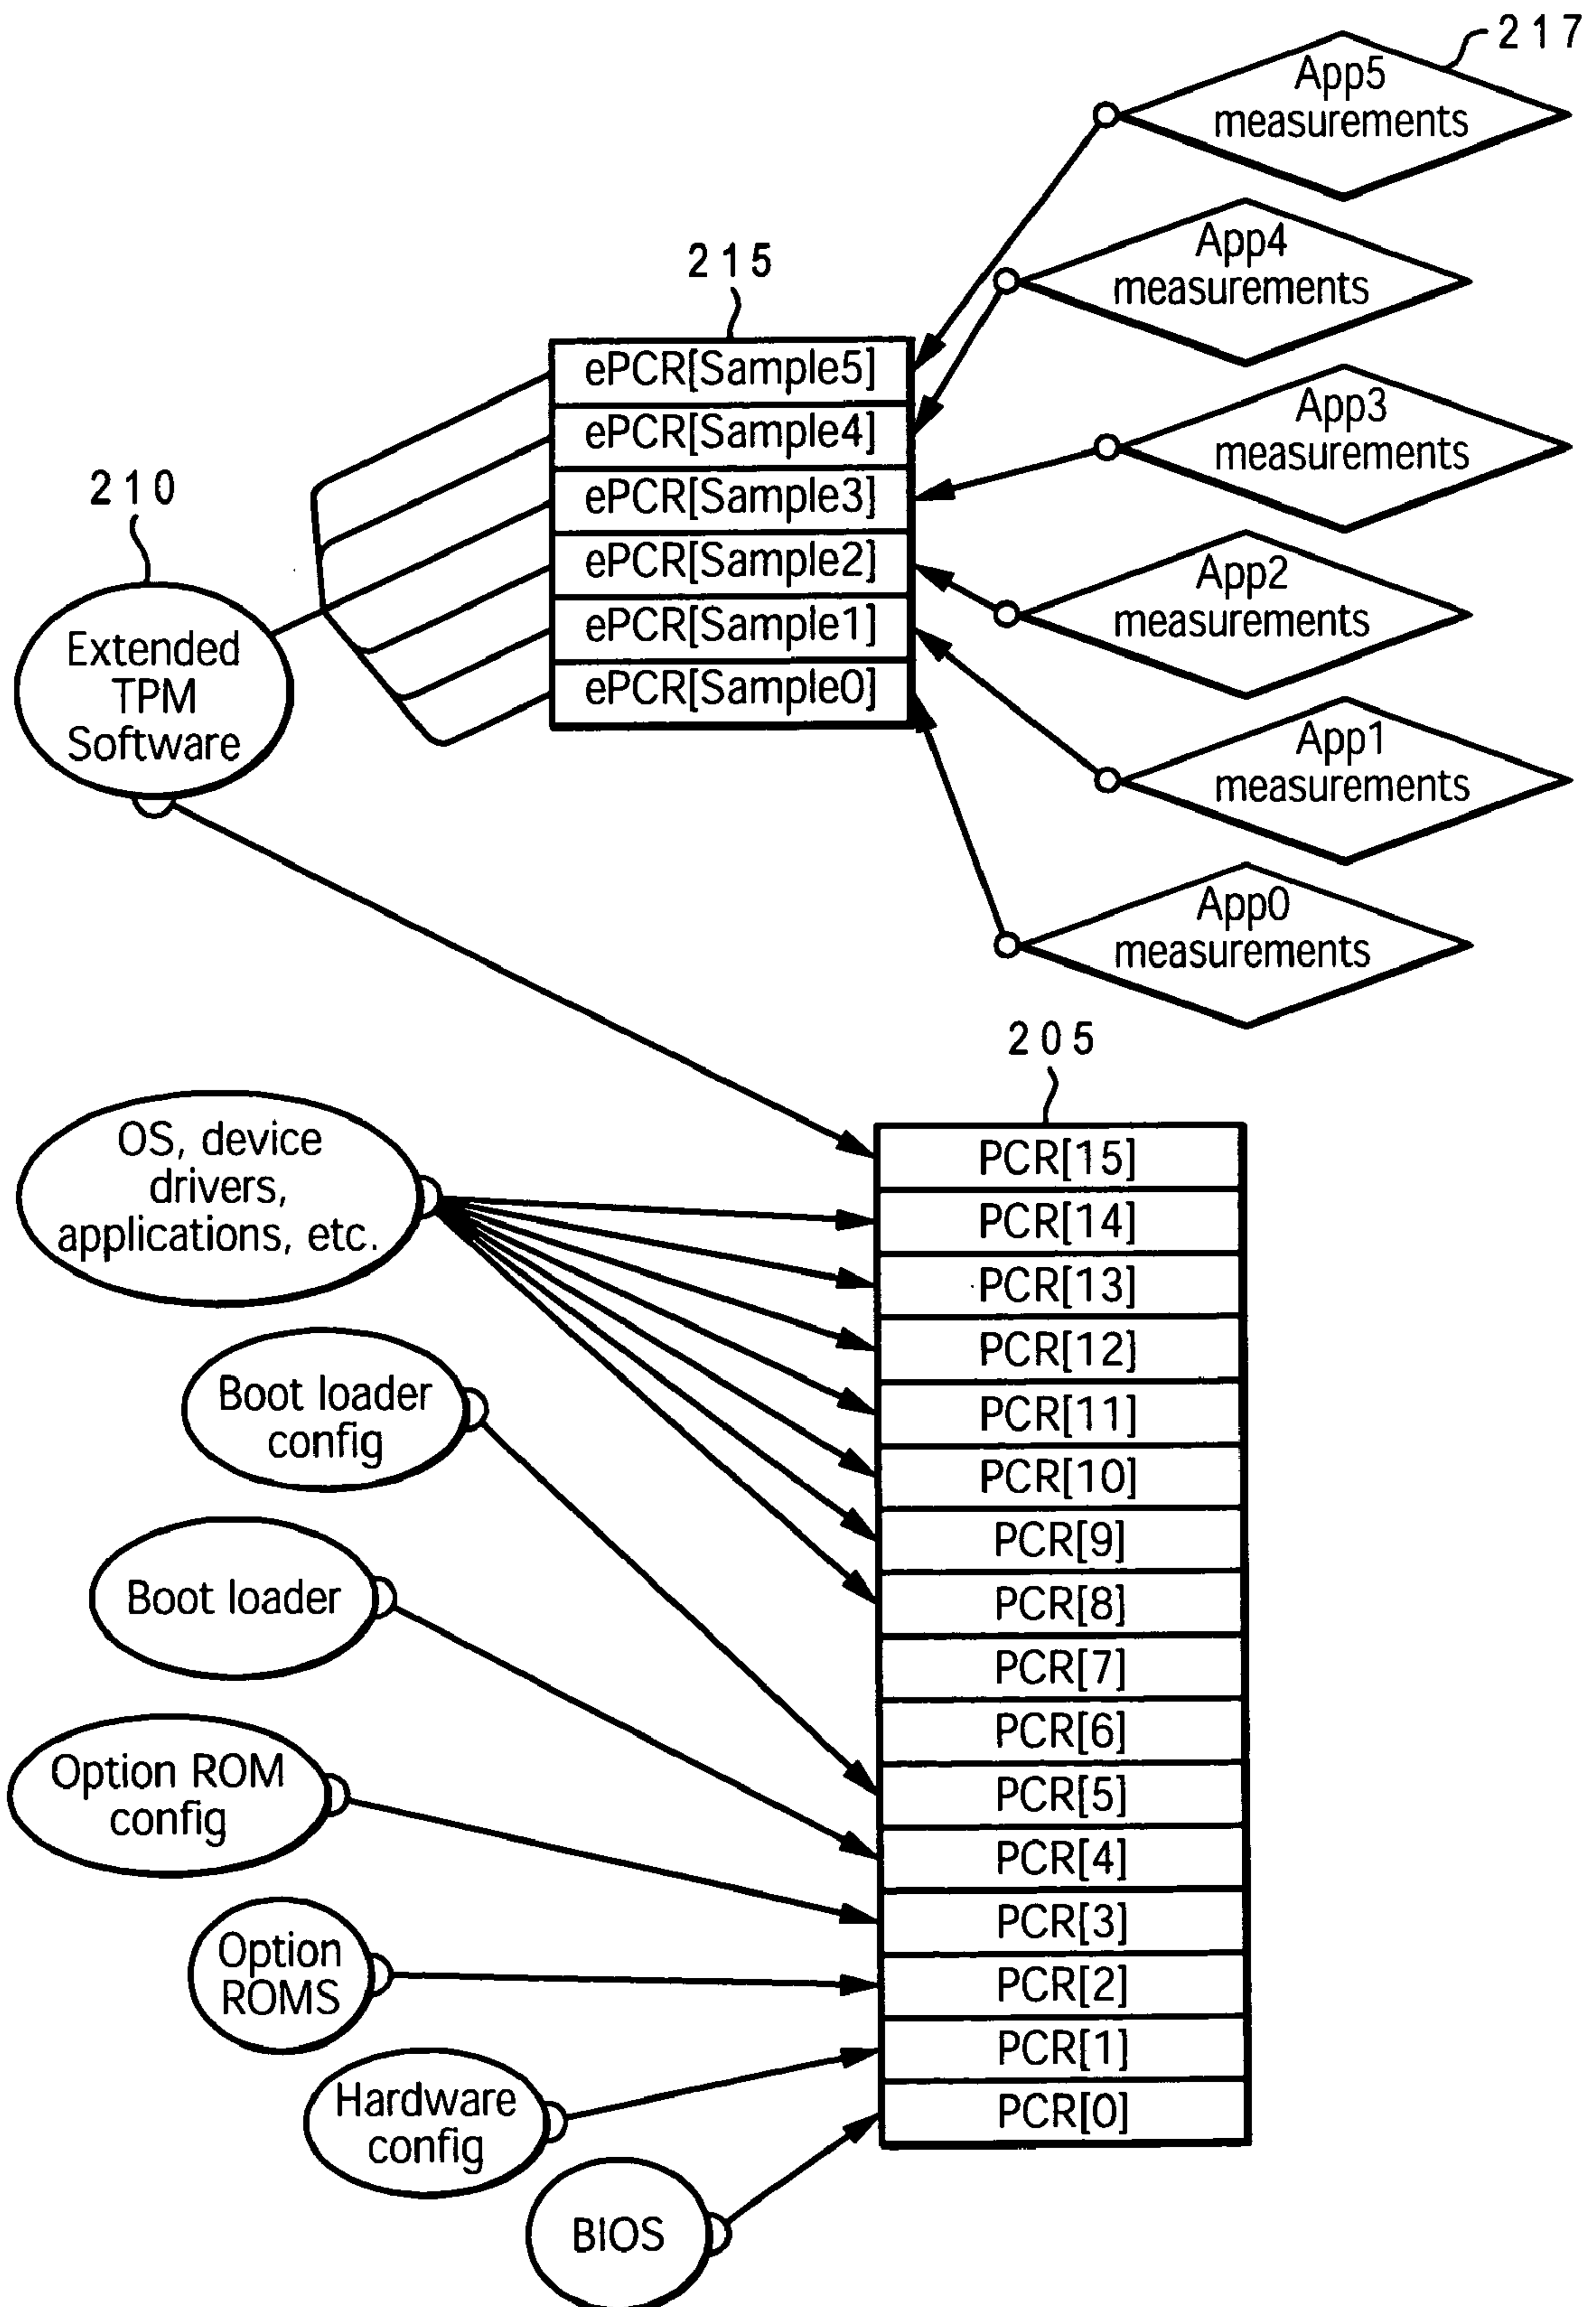 217
App5
measurements
App4
measurements
215
ePCR[Sample5]
ePCR[Sample4]
ePCR[Sample3]
ePCR[Sample2]
ePCR[Sample1]
ePCR[Sample0]
App3
measurements
App2
measurements
App1
measurements
App0
measurements
210
Extended
TPM
Software
205
PCR[15]
PCR[14]
PCR[13]
PCR[12]
PCR[11]
PCR[10]
PCR[9]
PCR[8]
PCR[7]
PCR[6]
PCR[5]
PCR[4]
PCR[3]
PCR[2]
PCR[1]
PCR[0]
OS, device
drivers,
applications, etc.
Boot loader
config
Boot loader
Option ROM
config
Option
ROMS
Hardware
config
BIOS